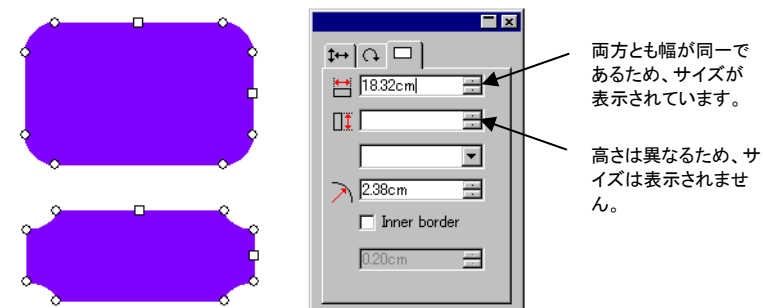 18.32cm
2.38cm
Inner border
0.20cm
両方とも幅が同一で
あるため、サイズが
表示されています。
高さは異なるため、サ
イズは表示されませ
ん。